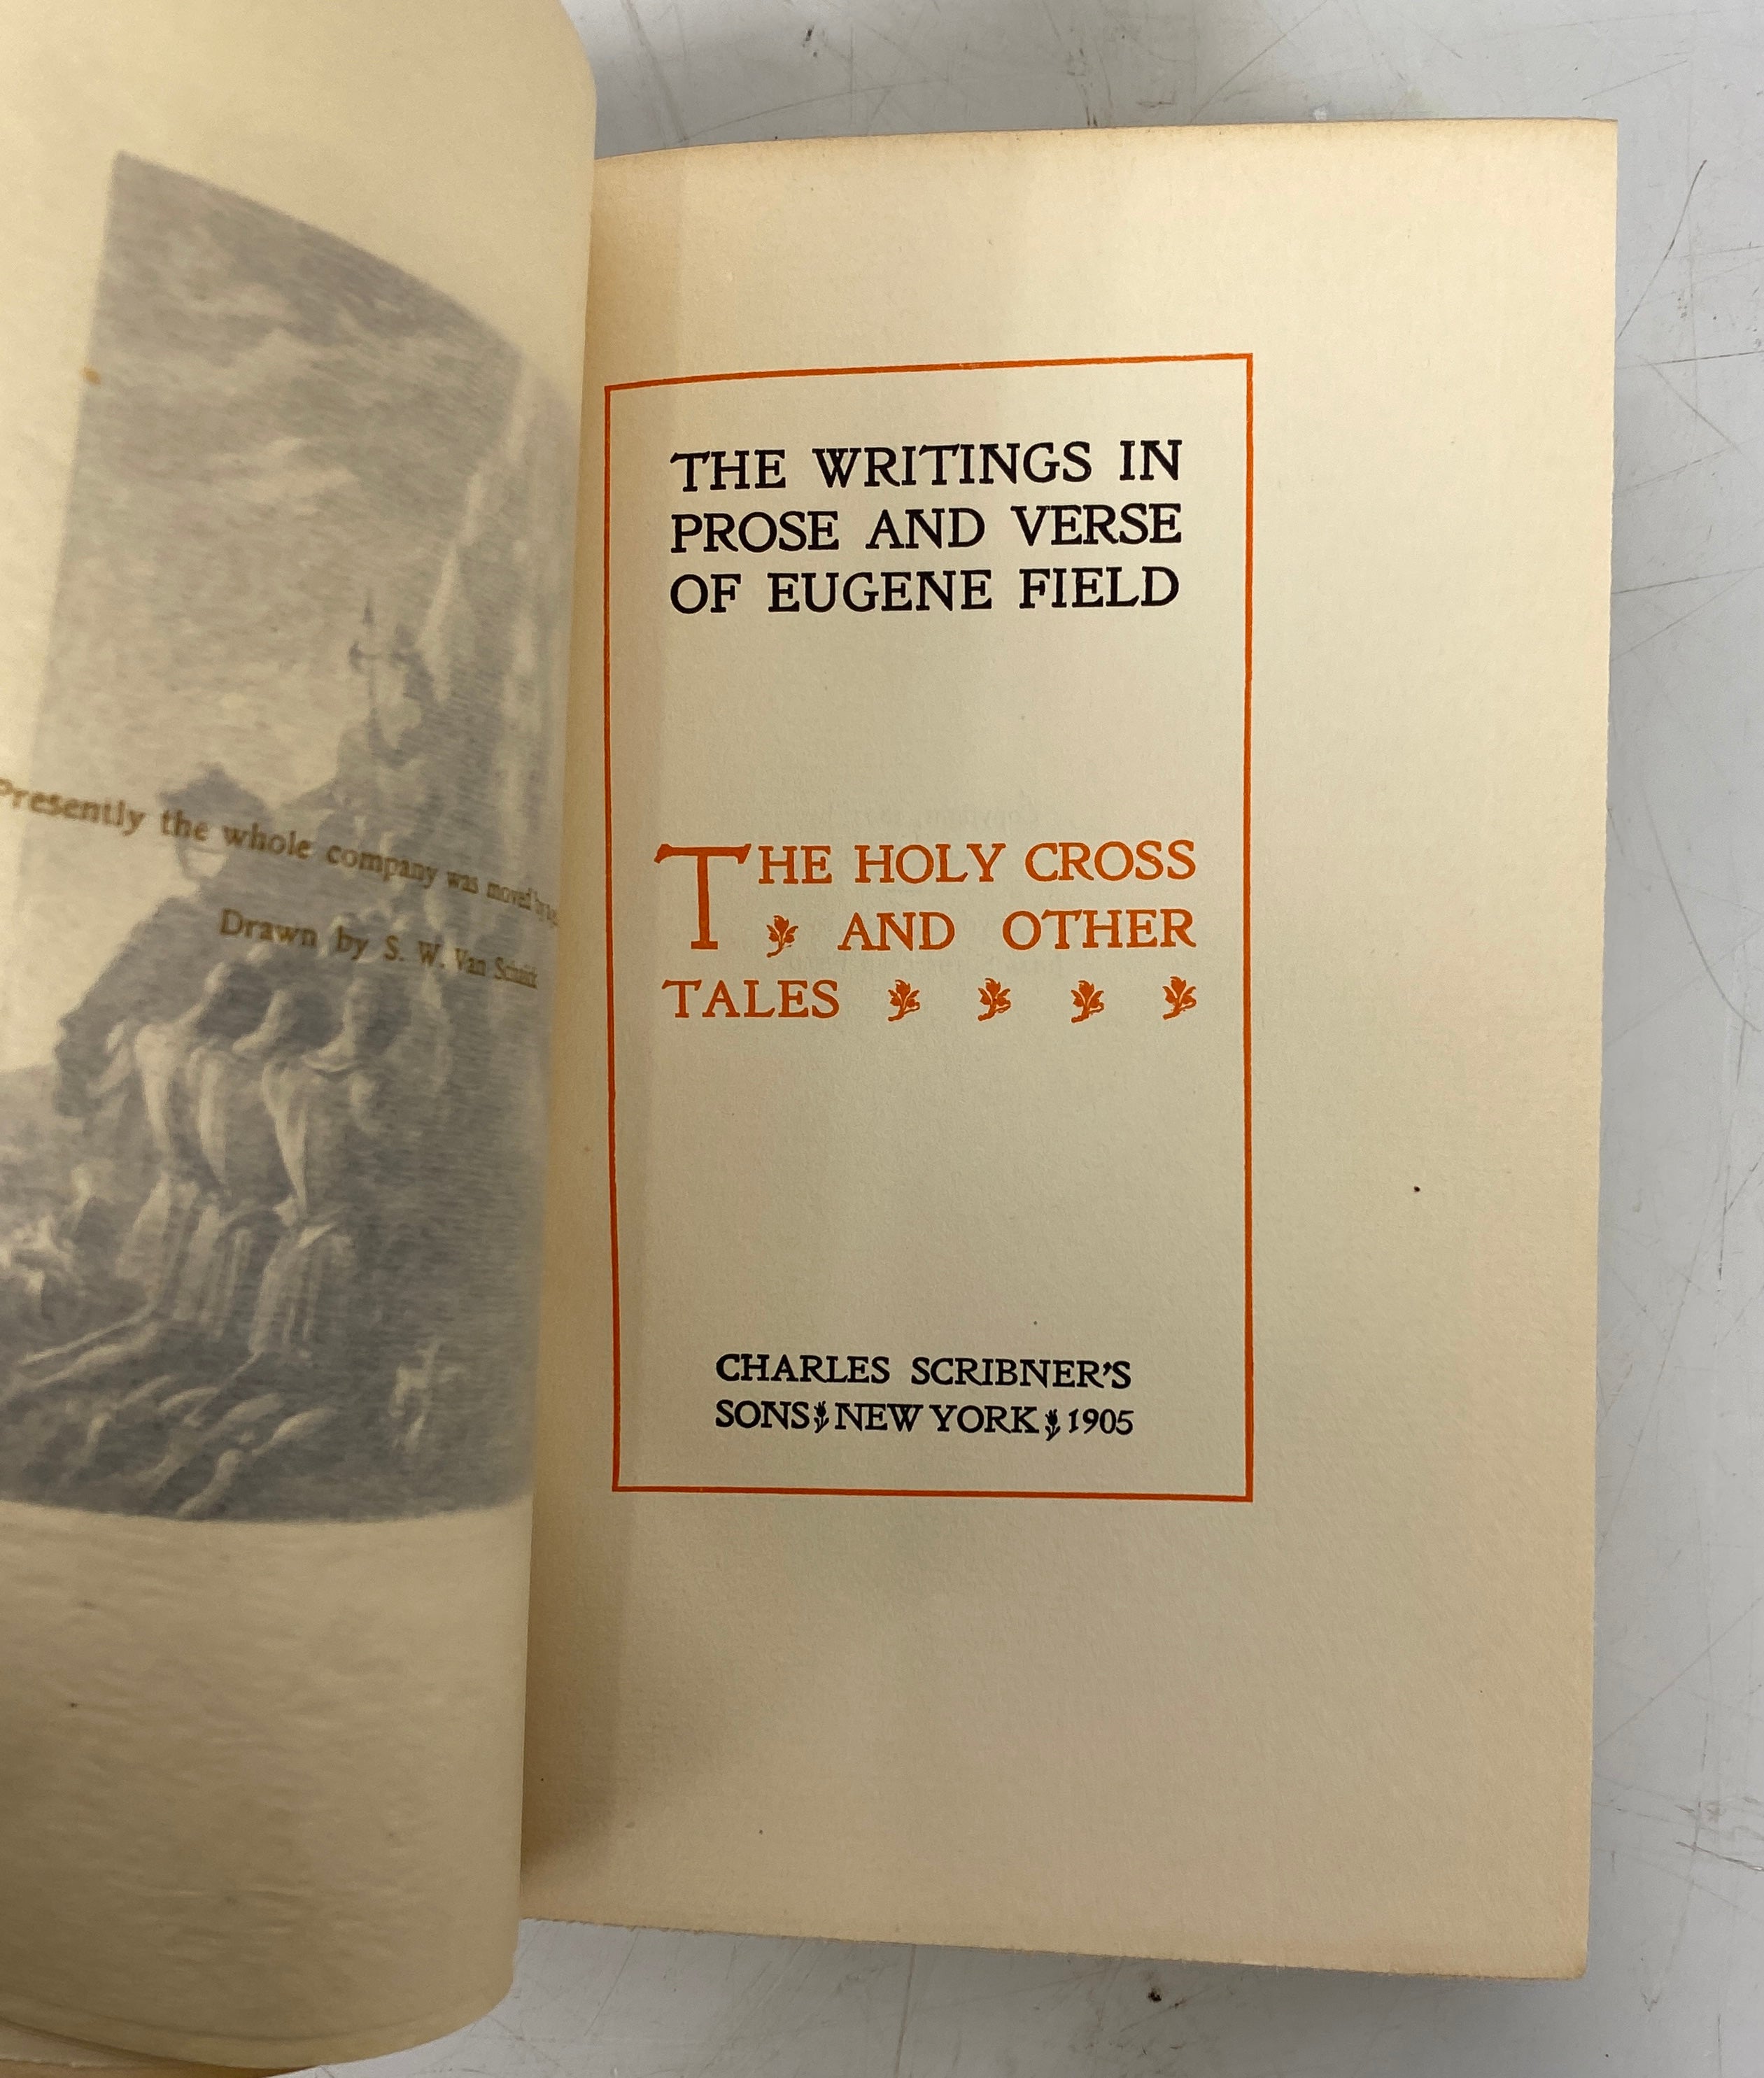 Presently the whole company was moved by
Drawn by S. W. Van Schaick
THE WRITINGS IN
PROSE AND VERSE
OF EUGENE FIELD
THE HOLY CROSS
AND OTHER
TALES
CHARLES SCRIBNER'S
SONS NEW YORK 1905